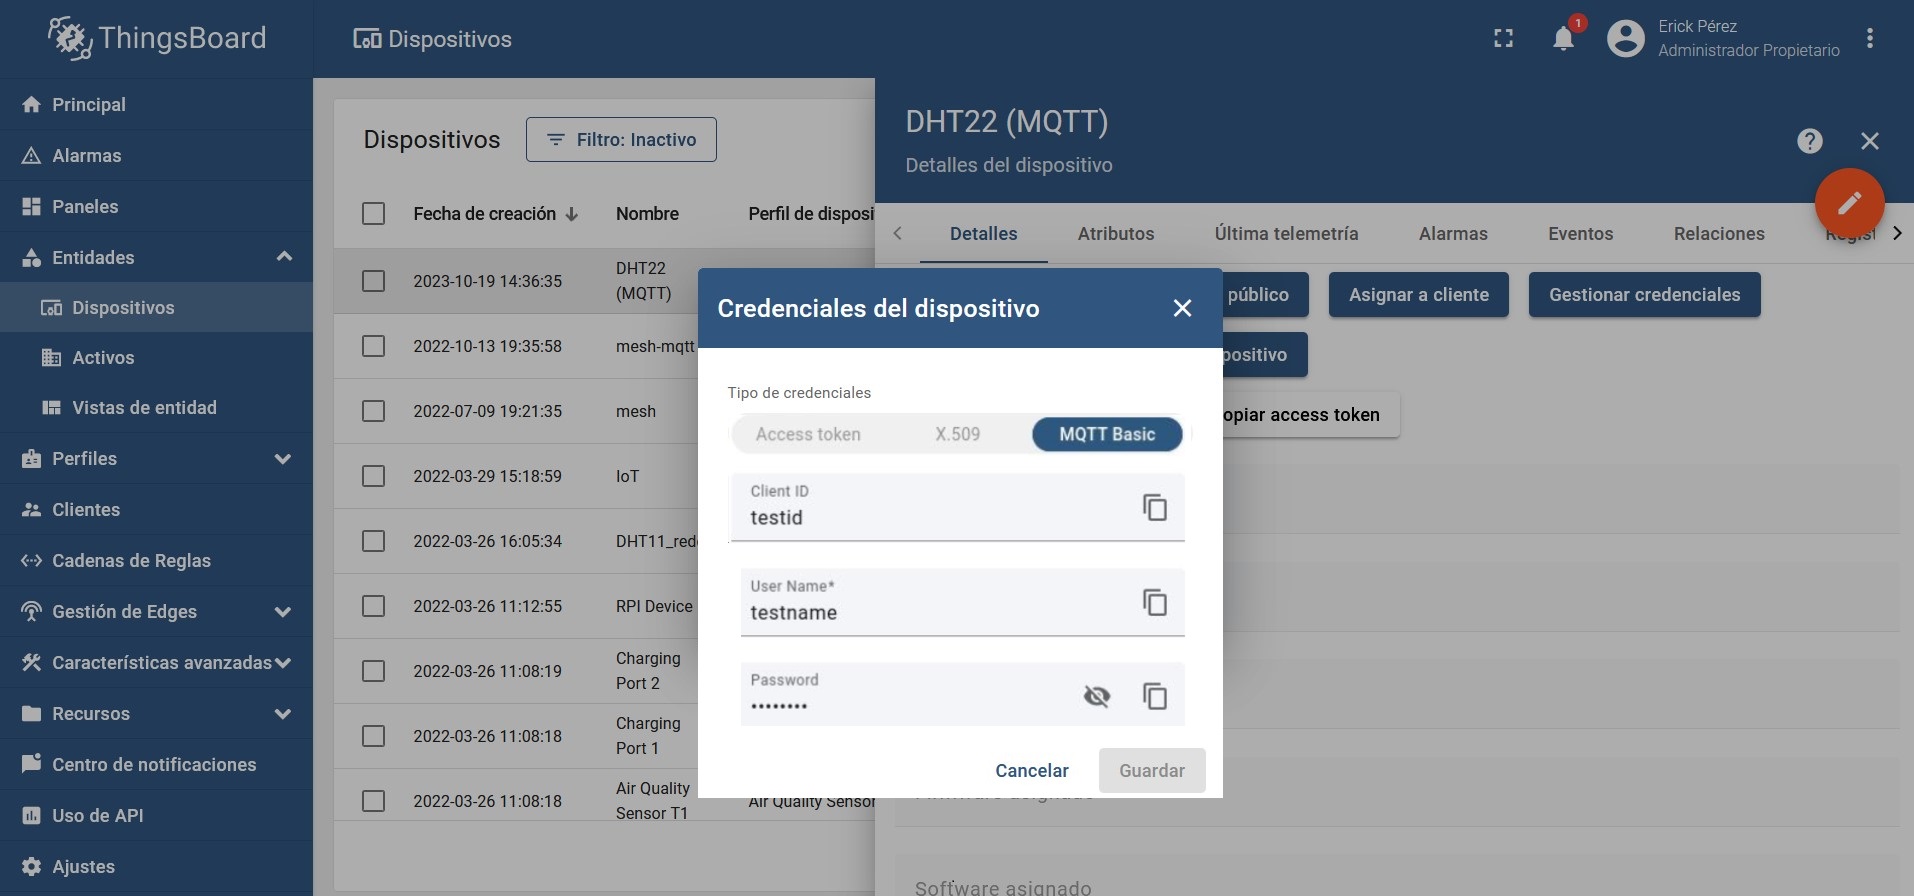 ThingsBoard
Dispositivos
1
Erick Pérez
Administrador Propietario
Principal
Alarmas
Paneles
Entidades
Dispositivos
Activos
Vistas de entidad
Perfiles
Clientes
Cadenas de Reglas
Gestión de Edges
Características avanzadas
Recursos
Centro de notificaciones
Uso de API
Ajustes
Dispositivos
Filtro: Inactivo
Fecha de creación
Nombre
Perfil de disposi
2023-10-19 14:36:35
DHT22
(MQTT)
2022-10-13 19:35:58
mesh-mqtt
2022-07-09 19:21:35
mesh
2022-03-29 15:18:59
IoT
2022-03-26 16:05:34
DHT11_red
2022-03-26 11:12:55
RPI Device
2022-03-26 11:08:19
Charging
Port 2
2022-03-26 11:08:18
Charging
Port 1
2022-03-26 11:08:18
Air Quality
Sensor T1
Air Quality Sensor
DHT22 (MQTT)
Detalles del dispositivo
Detalles
Atributos
Última telemetría
Alarmas
Eventos
Relaciones
Regist
público
Asignar a cliente
Gestionar credenciales
positivo
opiar access token
Credenciales del dispositivo
Tipo de credenciales
Access token
X.509
MQTT Basic
Client ID
testid
User Name*
testname
Password
••••••••
Cancelar
Guardar
Firmware asignado
Software asignado